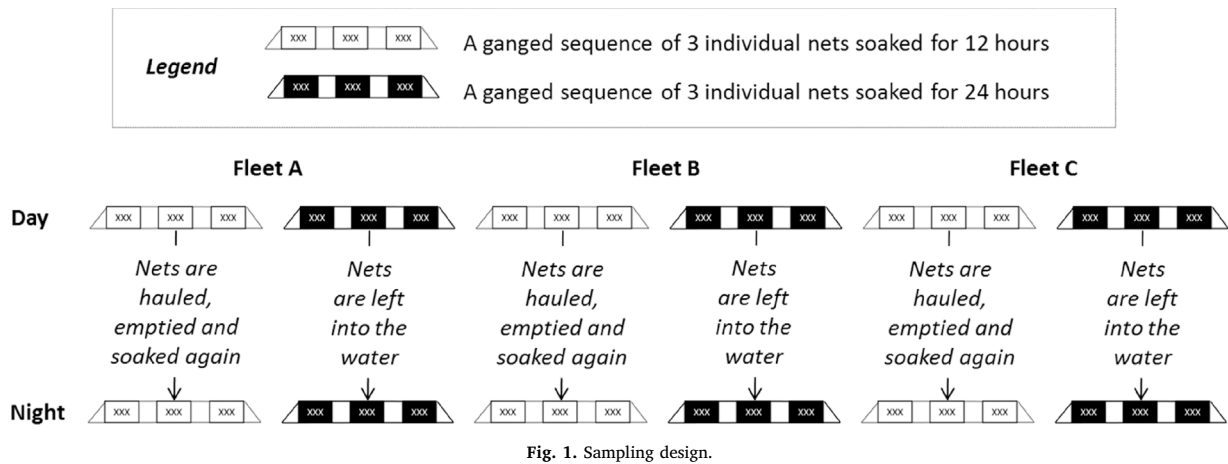 xxx xxx xxx A ganged sequence of 3 individual nets soaked for 12 hours
Legend
xxx xxx xxx A ganged sequence of 3 individual nets soaked for 24 hours
Fleet A Fleet B Fleet C
Day xxx xxx xxx xxx xxx xxx xxx xxx xxx xxx xxx xxx xxx xxx xxx xxx xxx xxx
Nets are Nets Nets are Nets Nets are Nets
hauled, are left hauled, are left hauled, are left
emptied and into the emptied and into the emptied and into the
soaked again water soaked again water soaked again water
Night xxx xxx xxx xxx xxx xxx xxx xxx xxx xxx xxx xxx xxx xxx xxx xxx xxx xxx
Fig. 1. Sampling design.